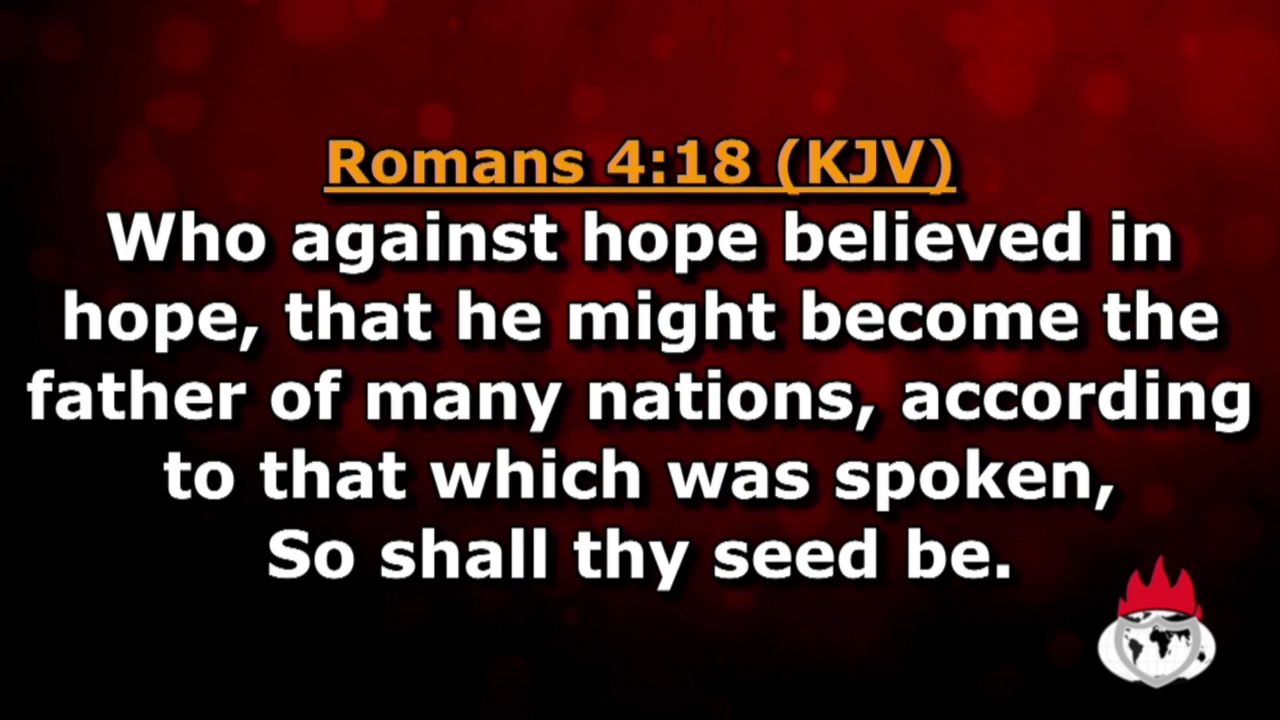 Romans 4:18 (KJV)
Who against hope believed in
hope, that he might become the
father of many nations, according
to that which was spoken,
So shall thy seed be.